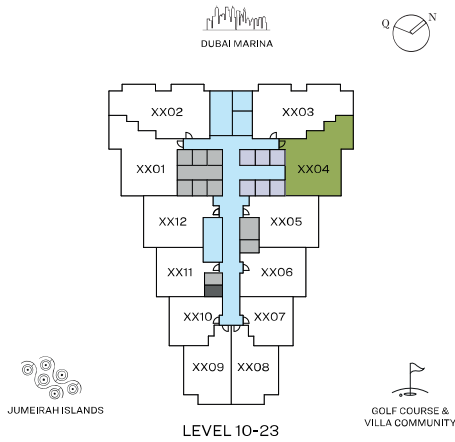 DUBAI MARINA
Q N
XX02 XX03
XX01 XX04
XX12 XX05
XX11 XX06
XX10 XX07
XX09 XX08
JUMEIRAH ISLANDS
GOLF COURSE &
VILLA COMMUNITY
LEVEL 10-23